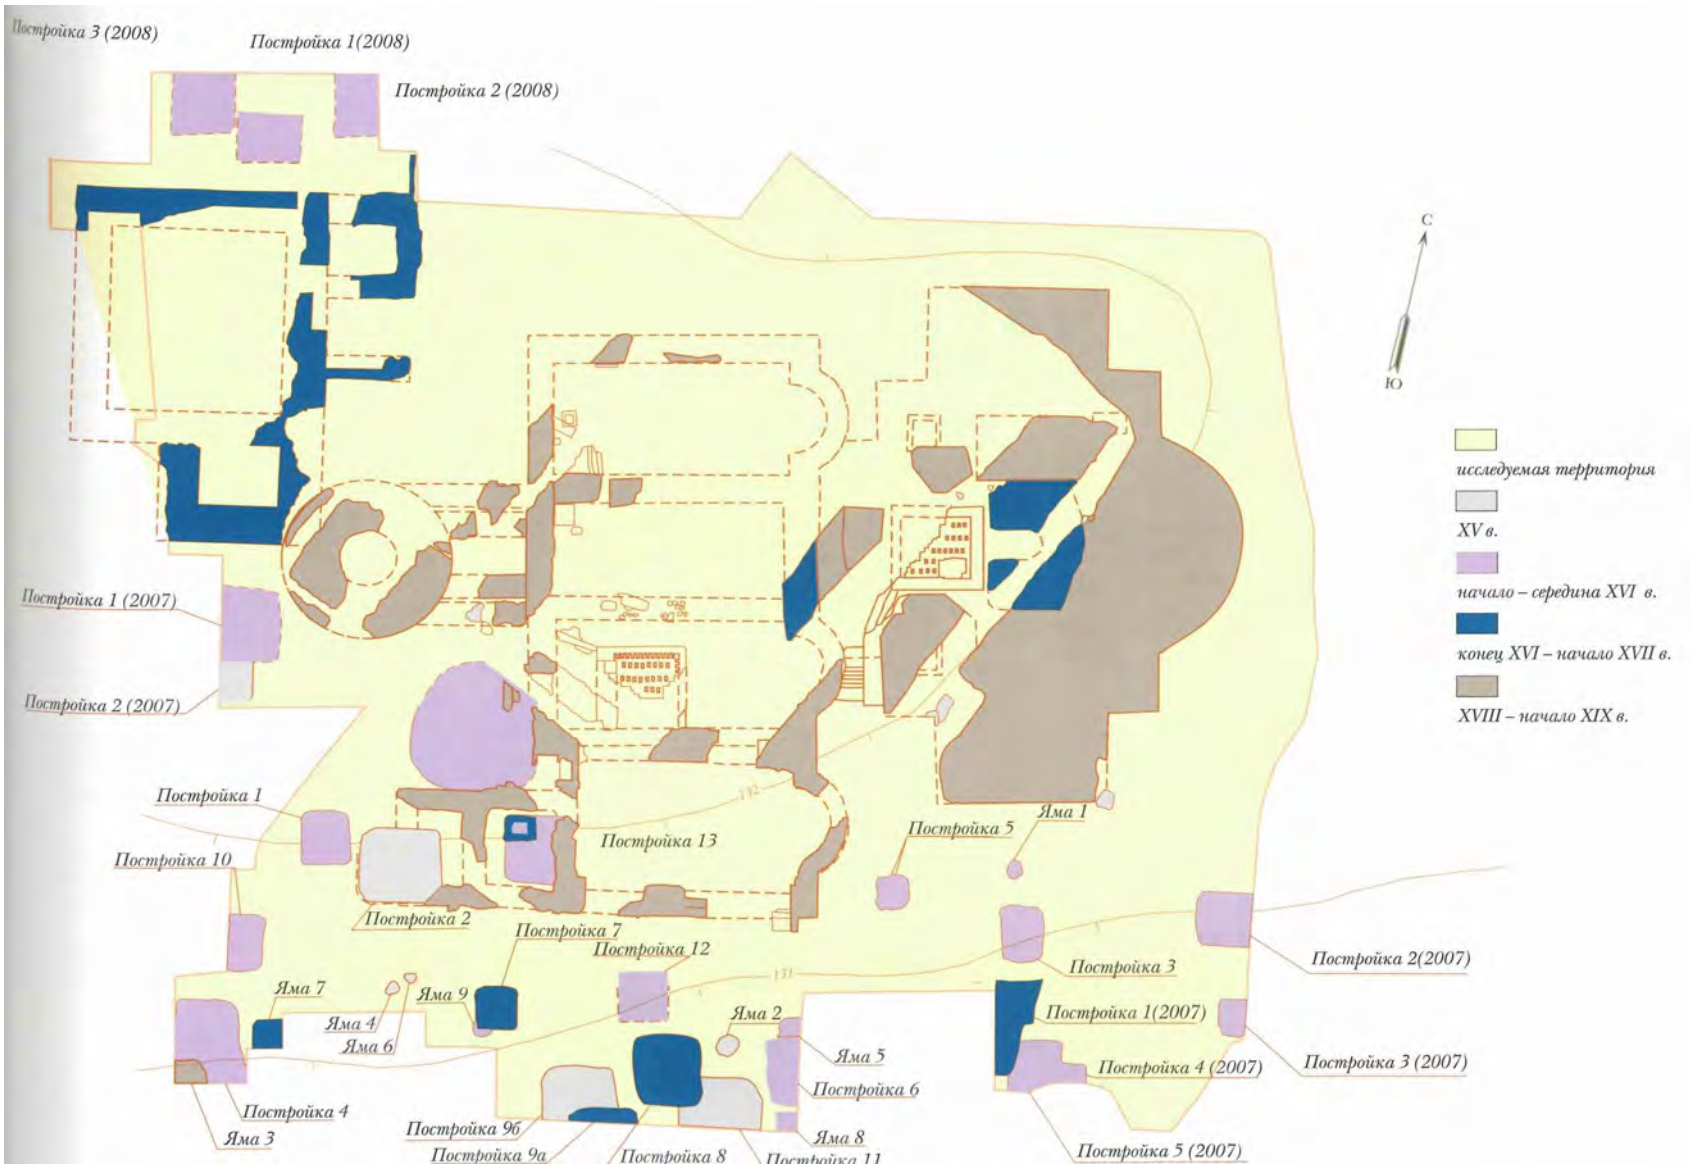 Постройка 3 (2008)
Постройка 1(2008)
Постройка 2 (2008)
С
Ю
исследуемая территория
XV в.
начало – середина XVI в.
конец XVI – начало XVII в.
XVIII – начало XIX в.
Постройка 1 (2007)
Постройка 2 (2007)
132
Постройка 1
Постройка 13
Постройка 5
Яма 1
Постройка 10
Постройка 2
Постройка 7
Постройка 12
Постройка 3
Постройка 2(2007)
131
Яма 7
Яма 9
Яма 4
Яма 6
Яма 2
Яма 5
Постройка 1(2007)
Постройка 3 (2007)
Постройка 4 (2007)
Постройка 6
Постройка 4
Яма 3
Постройка 9б
Постройка 9а
Постройка 8
Яма 8
Постройка 11
Постройка 5 (2007)